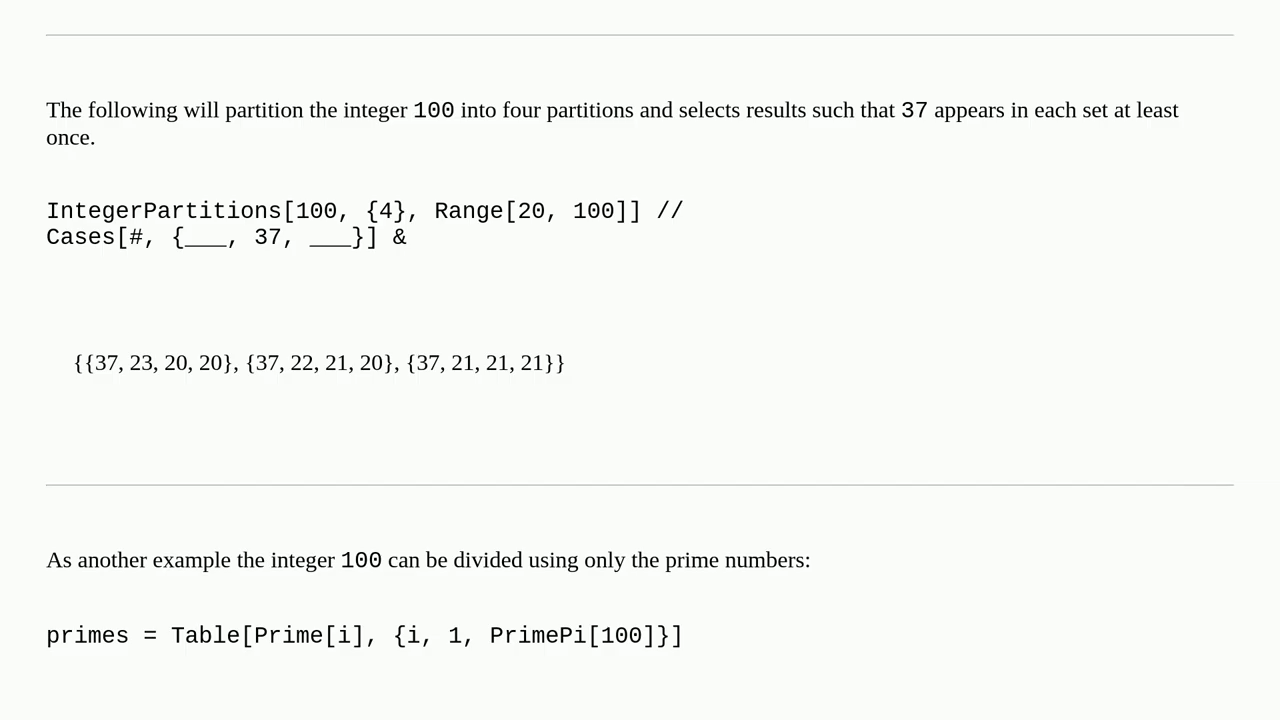 The following will partition the integer 100 into four partitions and selects results such that 37 appears in each set at least
once.
IntegerPartitions[100, {4}, Range[20, 100]] //
Cases[#, {___, 37, ___}] &
{{37, 23, 20, 20}, {37, 22, 21, 20}, {37, 21, 21, 21}}
As another example the integer 100 can be divided using only the prime numbers:
primes = Table[Prime[i], {i, 1, PrimePi[100]}]